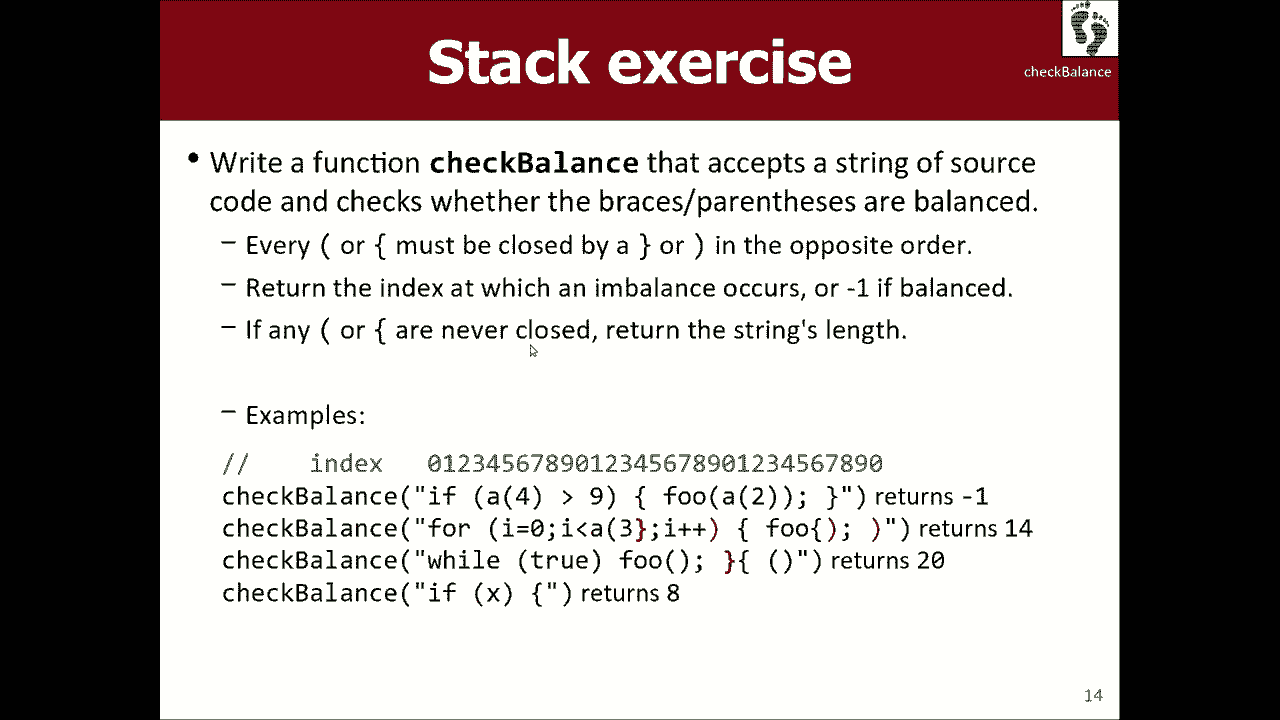 Stack exercise
checkBalance
• Write a function checkBalance that accepts a string of source
code and checks whether the braces/parentheses are balanced.
– Every ( or { must be closed by a } or ) in the opposite order.
– Return the index at which an imbalance occurs, or -1 if balanced.
– If any ( or { are never closed, return the string's length.
– Examples:
// index 0123456789012345678901234567890
checkBalance("if (a(4) > 9) { foo(a(2)); }") returns -1
checkBalance("for (i=0;i<a(3};i++) { foo{); )") returns 14
checkBalance("while (true) foo(); }{ ()") returns 20
checkBalance("if (x) {") returns 8
14